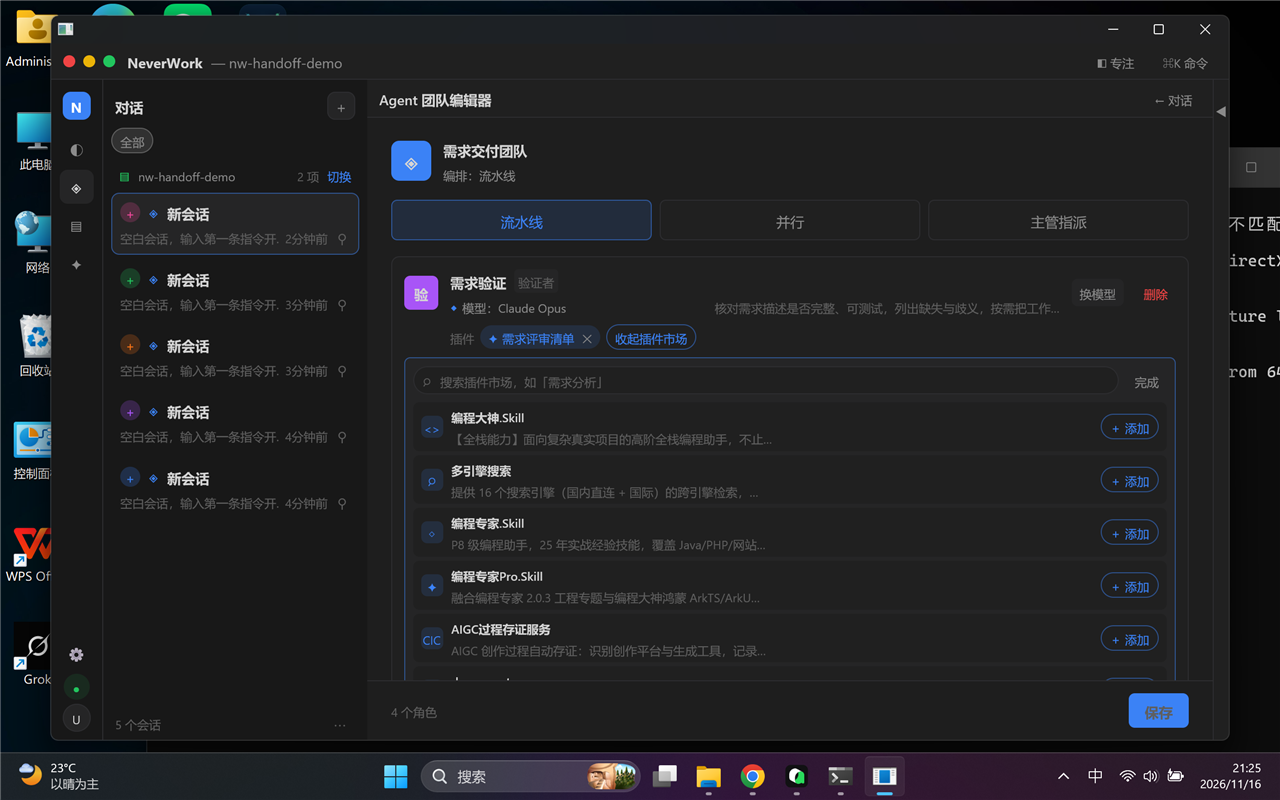 Adminis
此电脑
网络
回收站
控制面
WPS Off
Grok
NeverWork — nw-handoff-demo
专注
⌘K 命令
N
U
对话
+
全部
nw-handoff-demo
2 项 切换
新会话
空白会话，输入第一条指令开. 2分钟前
新会话
空白会话，输入第一条指令开. 3分钟前
新会话
空白会话，输入第一条指令开. 3分钟前
新会话
空白会话，输入第一条指令开. 4分钟前
新会话
空白会话，输入第一条指令开. 4分钟前
5 个会话
...
Agent 团队编辑器
← 对话
需求交付团队
编排：流水线
流水线
并行
主管指派
验
需求验证 验证者
模型：Claude Opus
核对需求描述是否完整、可测试，列出缺失与歧义，按需把工作...
换模型
删除
插件
需求评审清单
收起插件市场
搜索插件市场，如「需求分析」
完成
<> 编程大神.Skill
【全栈能力】面向复杂真实项目的高阶全栈编程助手，不止...
+ 添加
多引擎搜索
提供 16 个搜索引擎（国内直连 + 国际）的跨引擎检索，...
+ 添加
编程专家.Skill
P8 级编程助手，25 年实战经验技能，覆盖 Java/PHP/网站...
+ 添加
编程专家Pro.Skill
融合编程专家 2.0.3 工程专题与编程大神鸿蒙 ArkTS/ArkU...
+ 添加
CIC AIGC过程存证服务
AIGC 创作过程自动存证：识别创作平台与生成工具，记录...
+ 添加
4 个角色
保存
不匹配
irectX
ture l
rom 64
23°C
以晴为主
搜索
中
21:25
2026/11/16